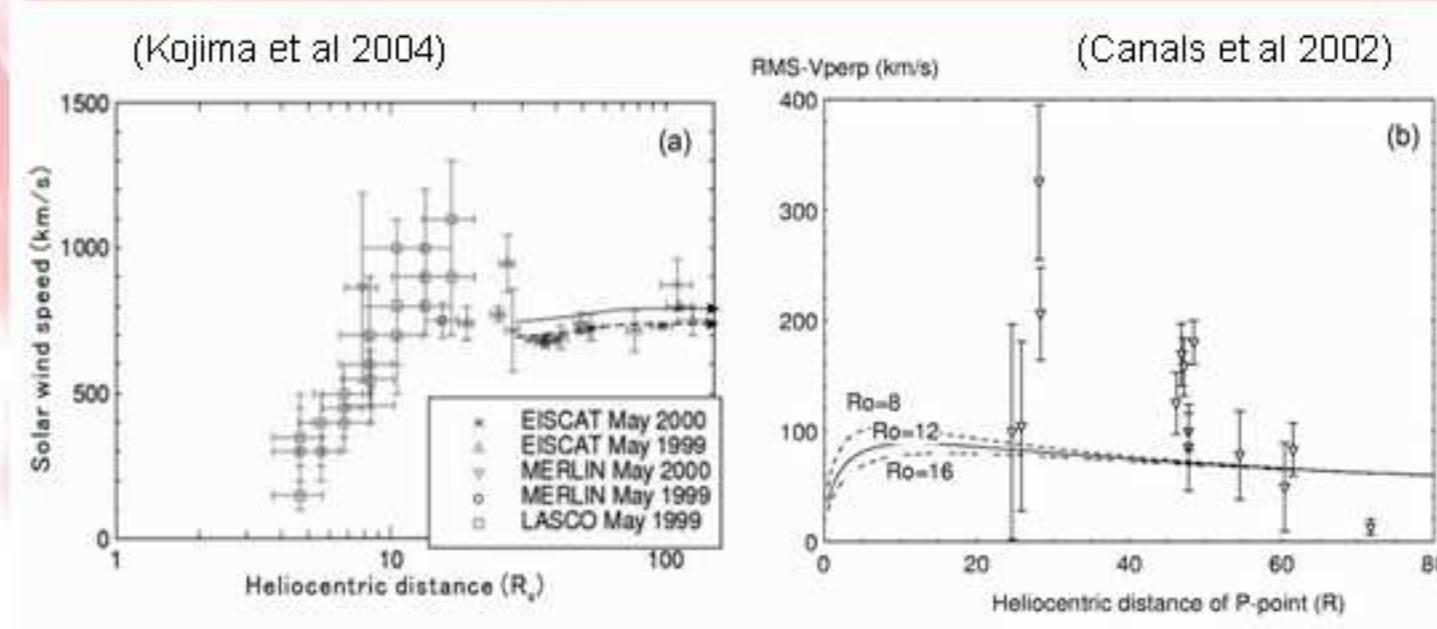 (Kojima et al 2004)
(Canals et al 2002)
RMS-Vperp (km/s)
1500
1000
500
0
Solar wind speed (km/s)
(a)
EISCAT May 2000
EISCAT May 1999
MERLIN May 2000
MERLIN May 1999
LASCO May 1999
1 10 100
Heliocentric distance (Rs)
400
300
200
100
0
(b)
Ro=8
Ro=12
Ro=16
0 20 40 60 80
Heliocentric distance of P-point (R)